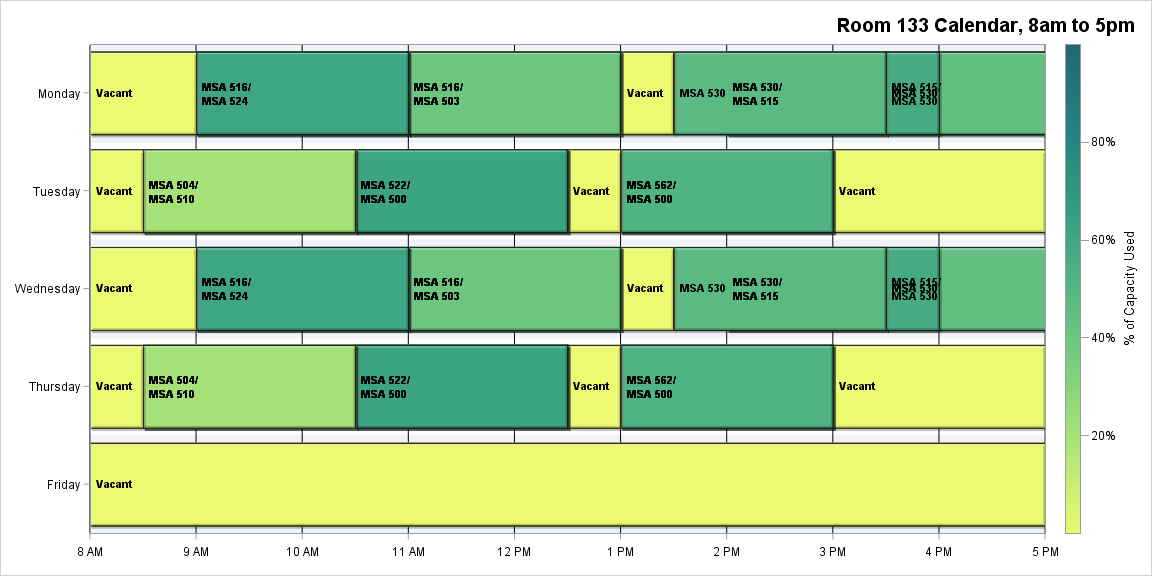 Room 133 Calendar, 8am to 5pm
Monday
Vacant
MSA 516/
MSA 524
MSA 516/
MSA 503
Vacant
MSA 530
MSA 530/
MSA 515
MSA 515/
MSA 530
MSA 530
Tuesday
Vacant
MSA 504/
MSA 510
MSA 522/
MSA 500
Vacant
MSA 562/
MSA 500
Vacant
Wednesday
Vacant
MSA 516/
MSA 524
MSA 516/
MSA 503
Vacant
MSA 530
MSA 530/
MSA 515
MSA 515/
MSA 530
MSA 530
Thursday
Vacant
MSA 504/
MSA 510
MSA 522/
MSA 500
Vacant
MSA 562/
MSA 500
Vacant
Friday
Vacant
8 AM
9 AM
10 AM
11 AM
12 PM
1 PM
2 PM
3 PM
4 PM
5 PM
80%
60%
40%
20%
% of Capacity Used